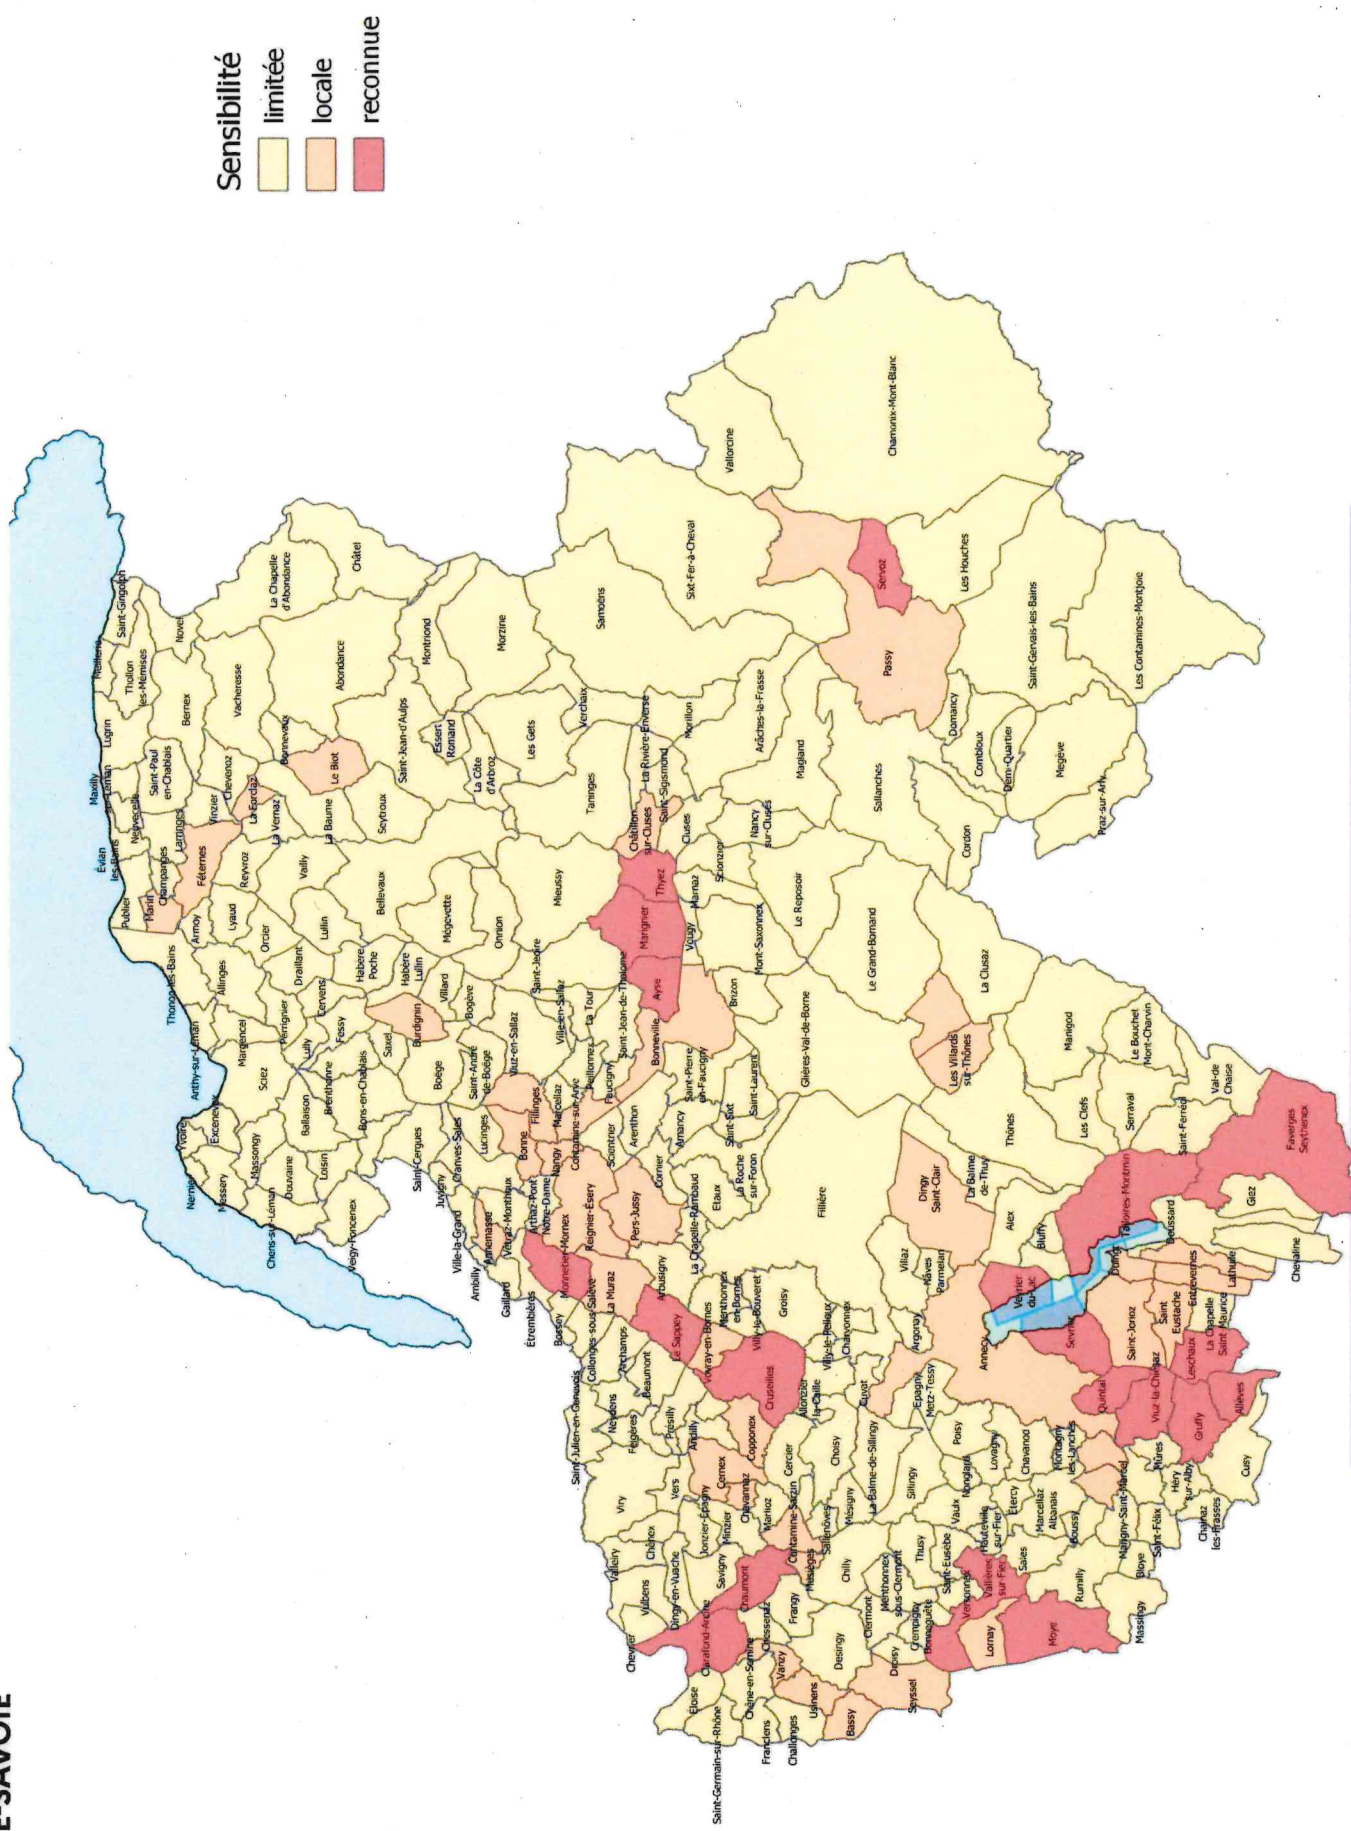 E-SAVOIE
Sensibilité
limitée
locale
reconnue
Saint-Gingolph
Meillerie
Thollon
les-Mémises
Novel
Lugrin
Bernex
Maxilly
sur-Léman
Neuvecelle
Saint-Paul
en-Chablais
Évian
les-Bains
Publier
Marin
Champanges
Larringes
Féternes
Vinzier
Chevenoz
Vacheresse
La Chapelle
d'Abondance
Châtel
Abondance
Bonnevaux
Le Biot
La Forclaz
La Vernaz
La Baume
Seytroux
Saint-Jean-d'Aulps
Essert
Romand
Montriond
Morzine
La Côte
d'Arbroz
Les Gets
Thonon-les-Bains
Armoy
Lyaud
Reyvroz
Vailly
Orcier
Lullin
Bellevaux
Allinges
Draillant
Perrignier
Cervens
Habère
Poche
Habère
Lullin
Mégevette
Onnion
Anthy-sur-Léman
Margencel
Sciez
Lully
Fessy
Brenthonne
Saxel
Burdignin
Villard
Bogève
Boëge
Saint-André
de-Boëge
Yvoire
Excenevex
Nernier
Messery
Massongy
Ballaison
Bons-en-Chablais
Chens-sur-Léman
Douvaine
Loisin
Veigy-Foncenex
Saint-Cergues
Juvigny
Cranves-Sales
Lucinges
Ville-la-Grand
Ambilly
Annemasse
Gaillard
Vétraz-Monthoux
Étrembières
Bonne
Fillinges
Viuz-en-Sallaz
Ville-en-Sallaz
Saint-Jeoire
Mieussy
Taninges
Verchaix
Samoëns
Sixt-Fer-à-Cheval
La Rivière-Enverse
Morillon
Saint-Sigismond
Châtillon
sur-Cluses
Arâches-la-Frasse
Cluses
Thyez
Marignier
Ayse
La Tour
Peillonnex
Saint-Jean-de-Tholome
Faucigny
Marcellaz
Contamine-sur-Arve
Nangy
Arthaz-Pont
Notre-Dame
Monnetier-Mornex
Bossey
Collonges-sous-Salève
La Muraz
Reignier-Ésery
Pers-Jussy
Scientrier
Arenthon
Bonneville
Vougy
Marnaz
Scionzier
Nancy
sur-Cluses
Magland
Mont-Saxonnex
Brizon
Le Reposoir
Saint-Pierre
en-Faucigny
Saint-Laurent
Saint-Sixt
Amancy
Cornier
La Roche
sur-Foron
Etaux
La Chapelle-Rambaud
Arbusigny
Le Sappey
Archamps
Beaumont
Saint-Julien-en-Genevois
Neydens
Feigères
Présilly
Andilly
Vovray-en-Bornes
Menthonnex
en-Bornes
Villy-le-Bouveret
Groisy
Cruseilles
Copponex
Cernex
Vers
Viry
Chênex
Valleiry
Vulbens
Dingy-en-Vuache
Savigny
Jonzier-Épagny
Minzier
Chavannaz
Marlioz
Cercier
Allonzier
la-Caille
Villy-le-Pelloux
Charvonnex
Cuvat
Choisy
Contamine-Sarzin
Sallenôves
Mésigny
La Balme-de-Sillingy
Sillingy
Chevrier
Clarafond-Arcine
Chaumont
Chessenaz
Frangy
Musièges
Chilly
Chêne-en-Semine
Vanzy
Éloise
Saint-Germain-sur-Rhône
Franclens
Challonges
Usinens
Bassy
Seyssel
Desingy
Clermont
Droisy
Menthonnex
sous-Clermont
Crempigny
Bonneguête
Thusy
Saint-Eusèbe
Versonnex
Vallières
sur-Fier
Vaulx
Hauteville
sur-Fier
Nonglard
Lovagny
Poisy
Epagny
Metz-Tessy
Argonay
Annecy
Chavanod
Montagny
les-Lanches
Étercy
Marcellaz
Albanais
Sales
Boussy
Rumilly
Lornay
Moye
Massingy
Bloye
Marigny-Saint-Marcel
Saint-Félix
Mûres
Héry
sur-Alby
Chainaz
les-Frasses
Cusy
Allèves
Gruffy
Viuz-la-Chiésaz
Quintal
Sevrier
Saint-Jorioz
Leschaux
La Chapelle
Saint-Maurice
Saint
Eustache
Entrevernes
Lathuile
Duingt
Doussard
Chevaline
Giez
Faverges
Seythenex
Val-de
Chaise
Saint-Ferréol
Talloires-Montmin
Veyrier
du-Lac
Bluffy
Alex
La Balme
de-Thuy
Dingy
Saint-Clair
Nâves
Parmelan
Villaz
Fillière
Thônes
Les Clefs
Serraval
Le Bouchet
Mont-Charvin
Manigod
Les Villards
sur-Thônes
La Clusaz
Le Grand-Bornand
Glières-Val-de-Borne
Sallanches
Cordon
Combloux
Domancy
Demi-Quartier
Megève
Praz-sur-Arly
Passy
Servoz
Les Houches
Saint-Gervais-les-Bains
Les Contamines-Montjoie
Chamonix-Mont-Blanc
Vallorcine